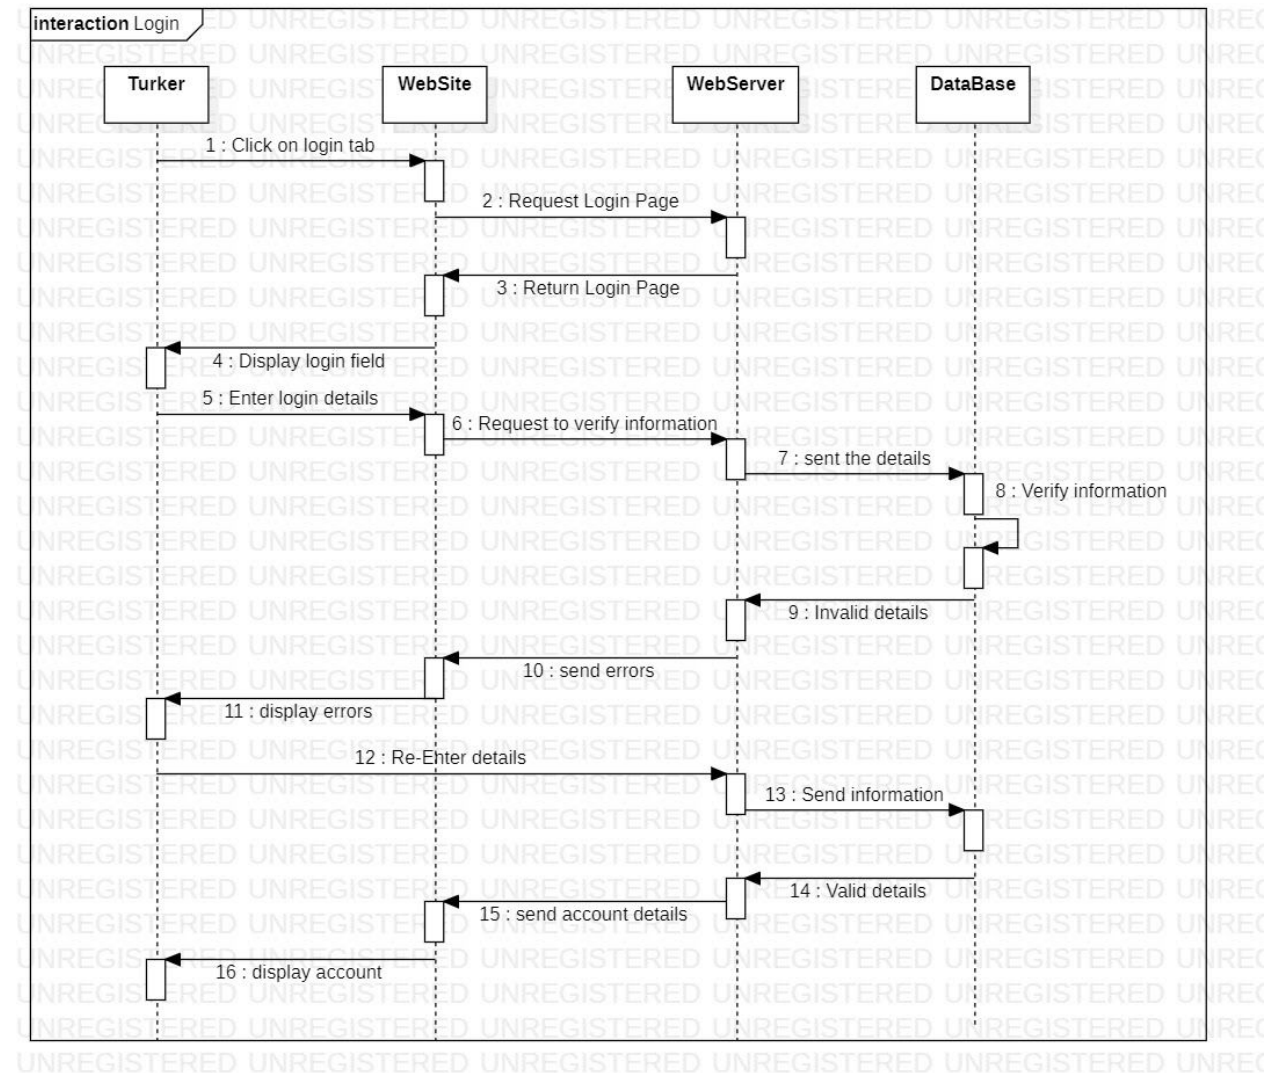 interaction Login
Turker
WebSite
WebServer
DataBase
1 : Click on login tab
2 : Request Login Page
3 : Return Login Page
4 : Display login field
5 : Enter login details
6 : Request to verify information
7 : sent the details
8 : Verify information
9 : Invalid details
10 : send errors
11 : display errors
12 : Re-Enter details
13 : Send information
14 : Valid details
15 : send account details
16 : display account
UNREGISTERED